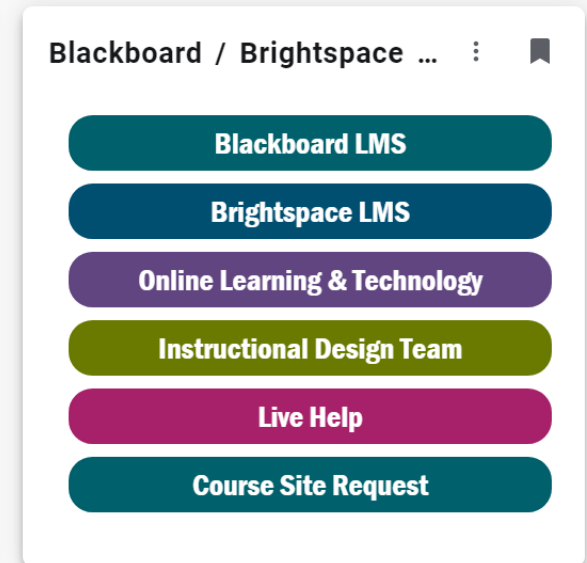 Blackboard / Brightspace ...
Blackboard LMS
Brightspace LMS
Online Learning & Technology
Instructional Design Team
Live Help
Course Site Request